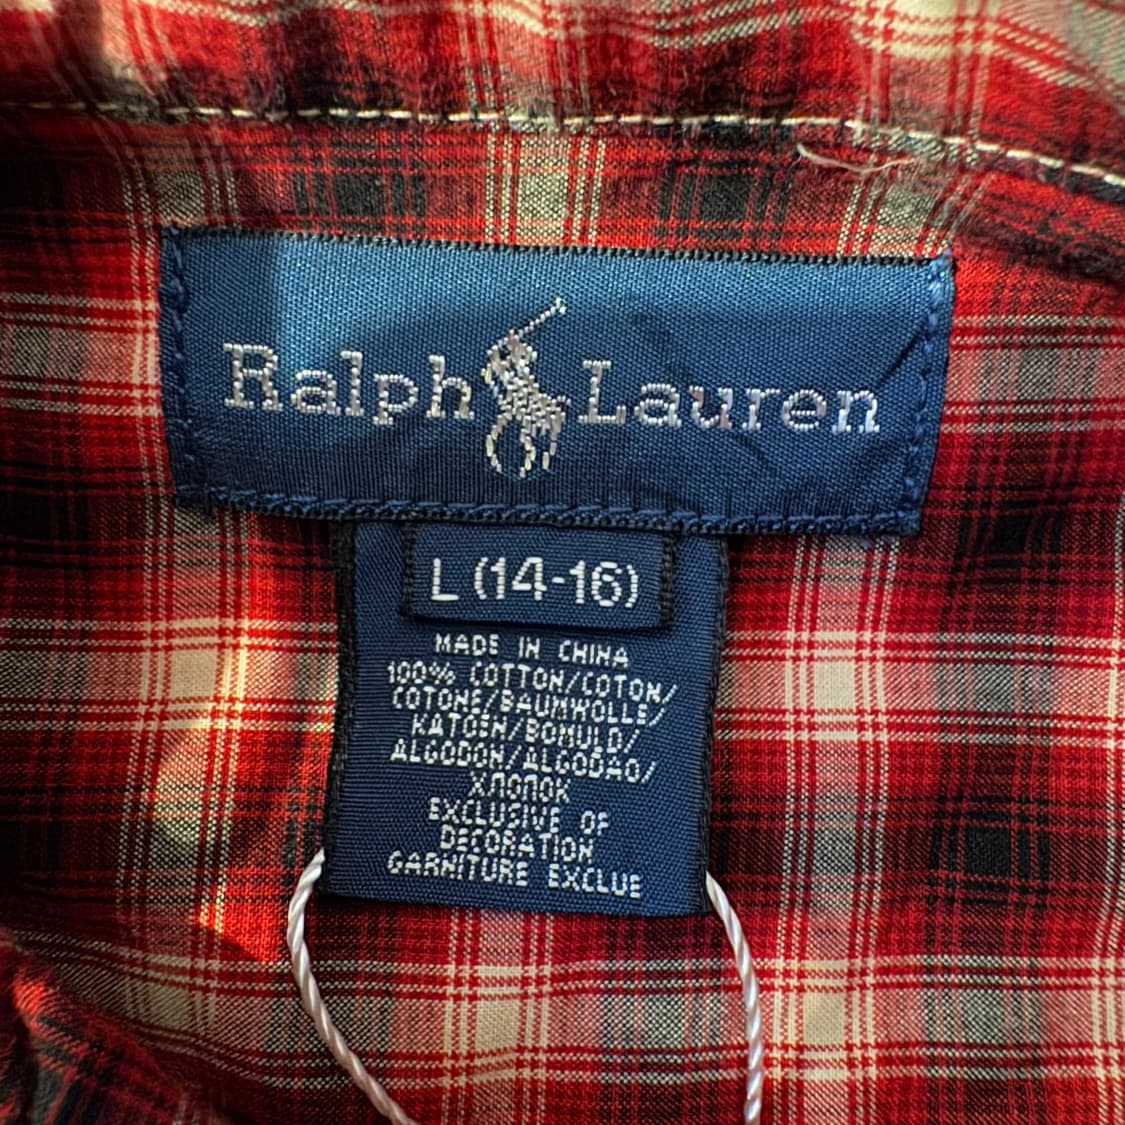 Ralph Lauren
L (14-16)
MADE IN CHINA
100% COTTON/COTON/
COTONE/BAUMWOLLE/
KATOEN/BOMULD/
ALGODON/ALGODAO/
ХЛОПОК
EXCLUSIVE OF
DECORATION
GARNITURE EXCLUE